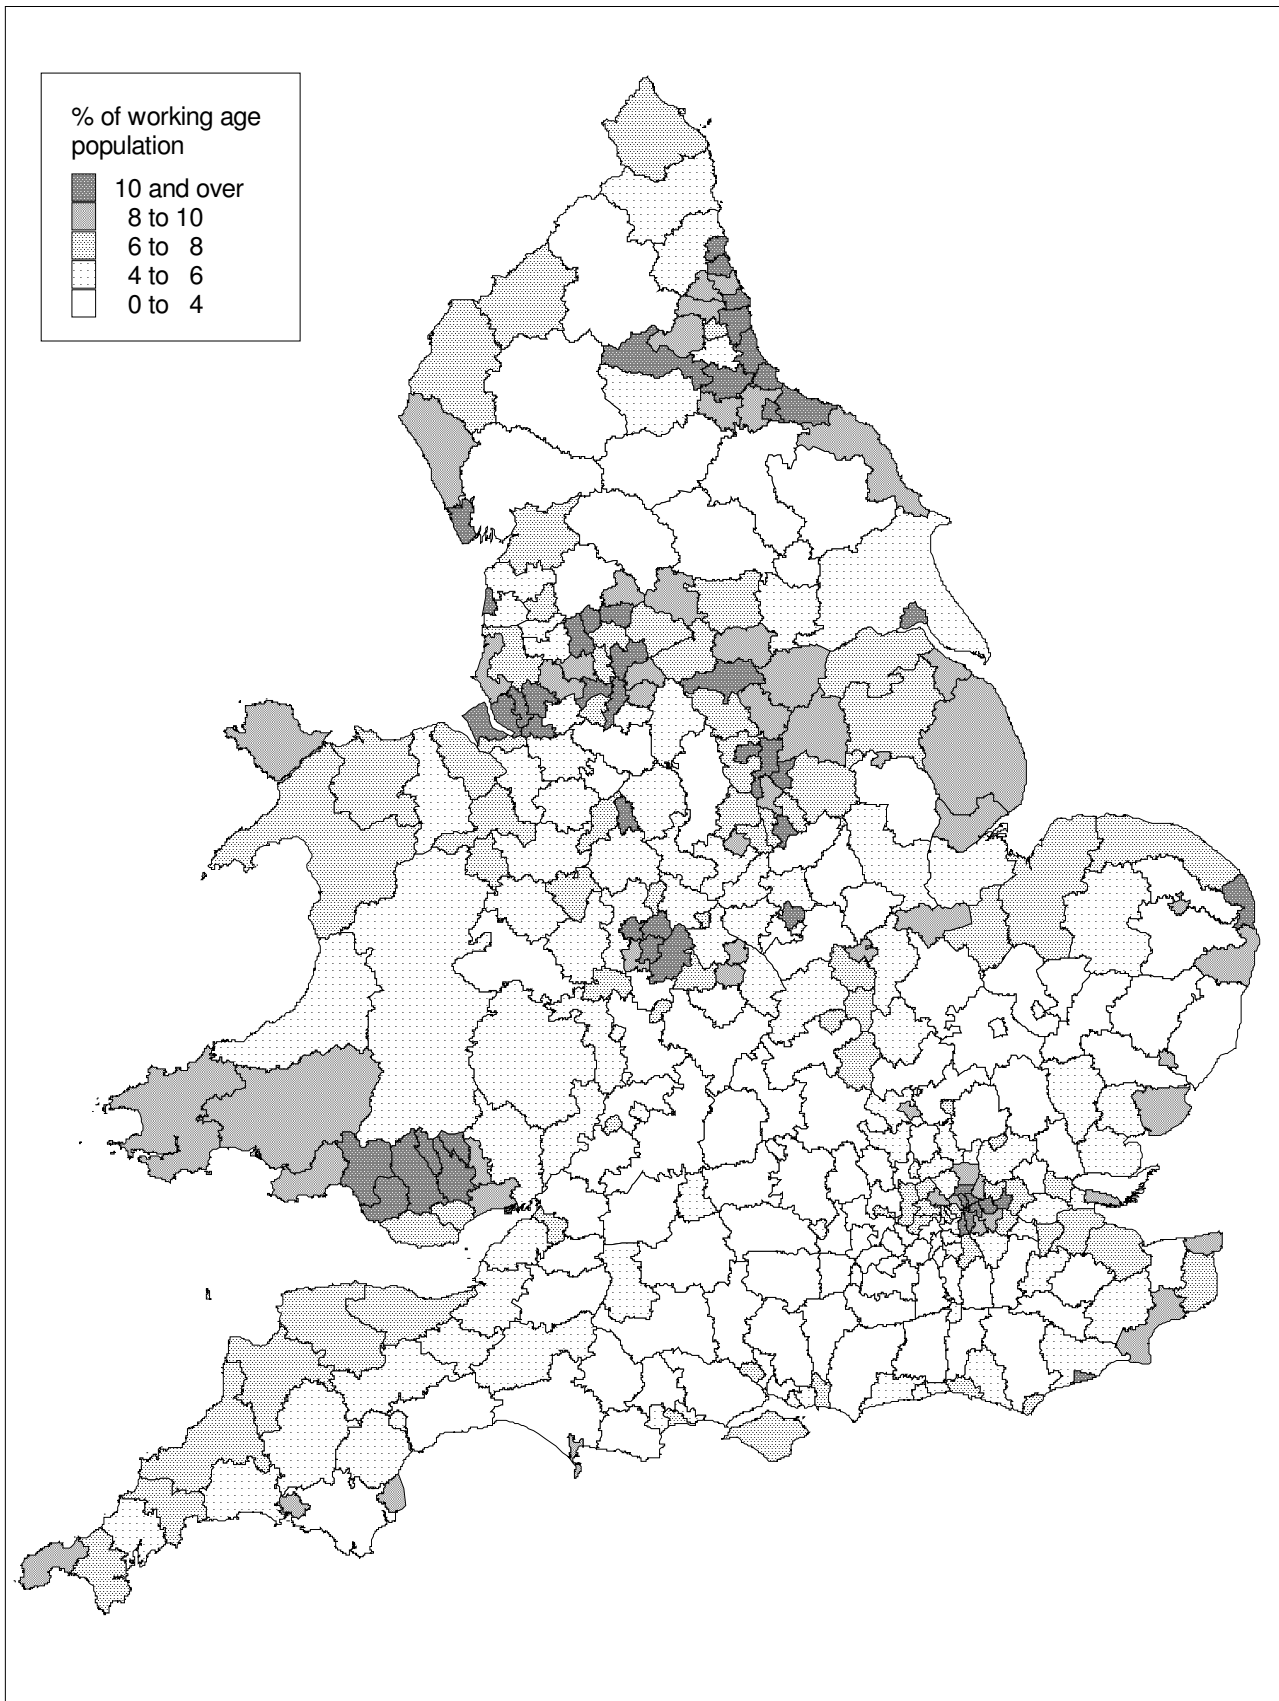 % of working age
population
10 and over
8 to 10
6 to 8
4 to 6
0 to 4